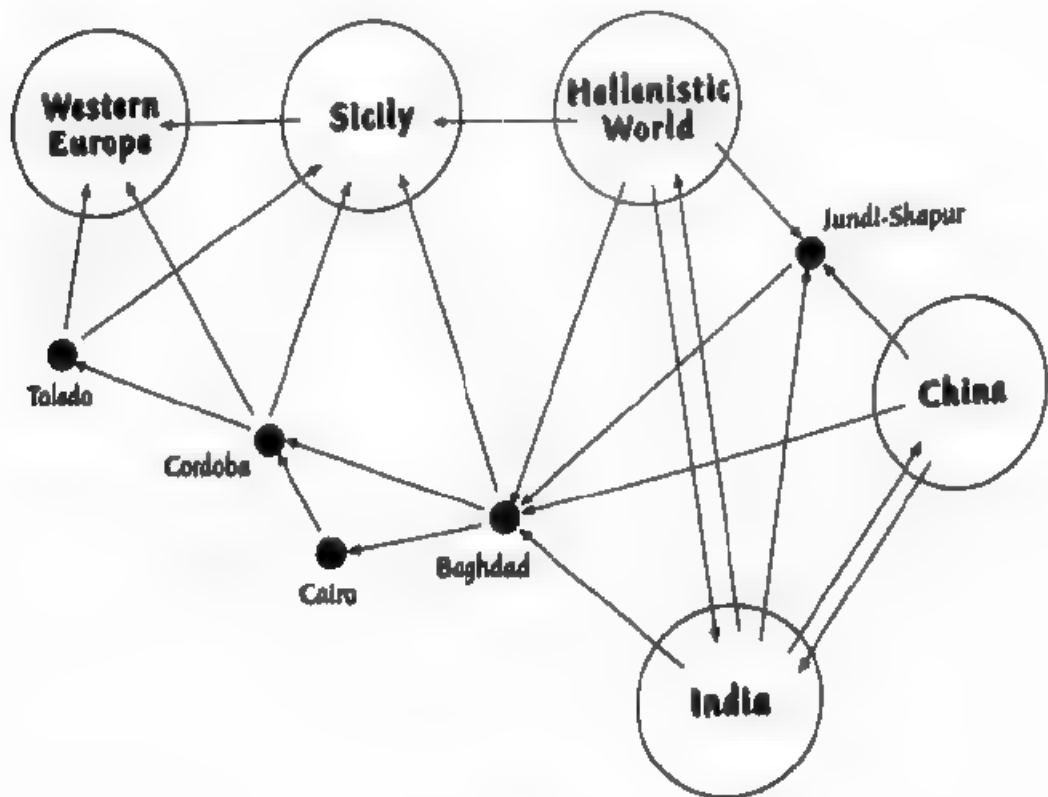 Western
Europe
Sicily
Hellenistic
World
Jundi-Shapur
China
Toledo
Cordoba
Baghdad
Cairo
India